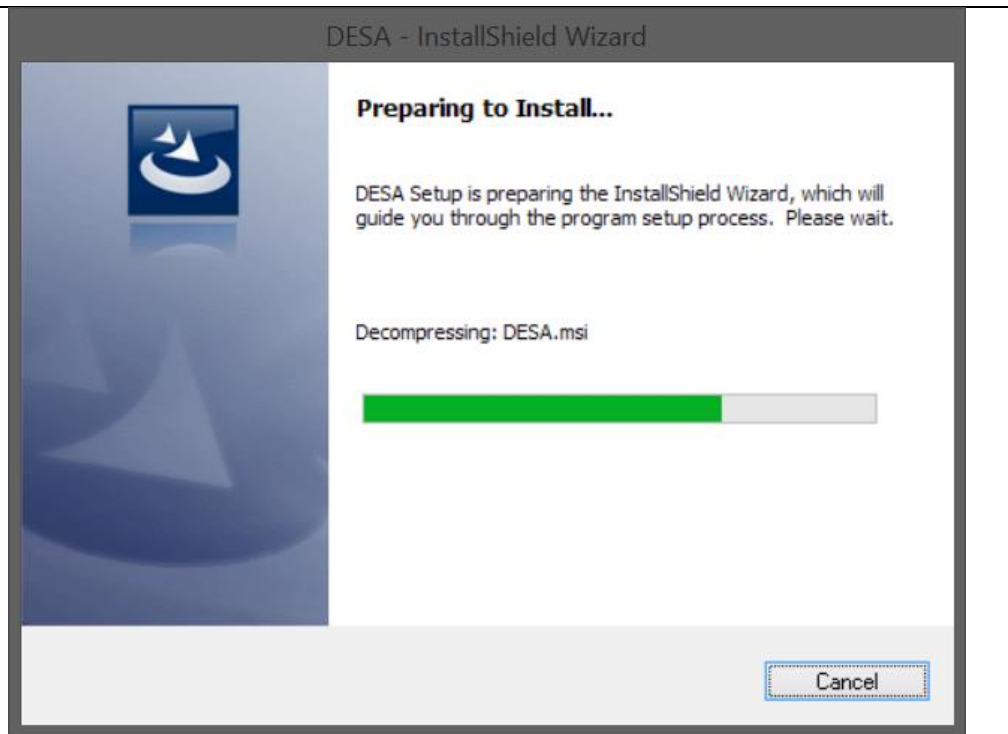 DESA - InstallShield Wizard
Preparing to Install...
DESA Setup is preparing the InstallShield Wizard, which will
guide you through the program setup process.  Please wait.
Decompressing: DESA.msi
Cancel